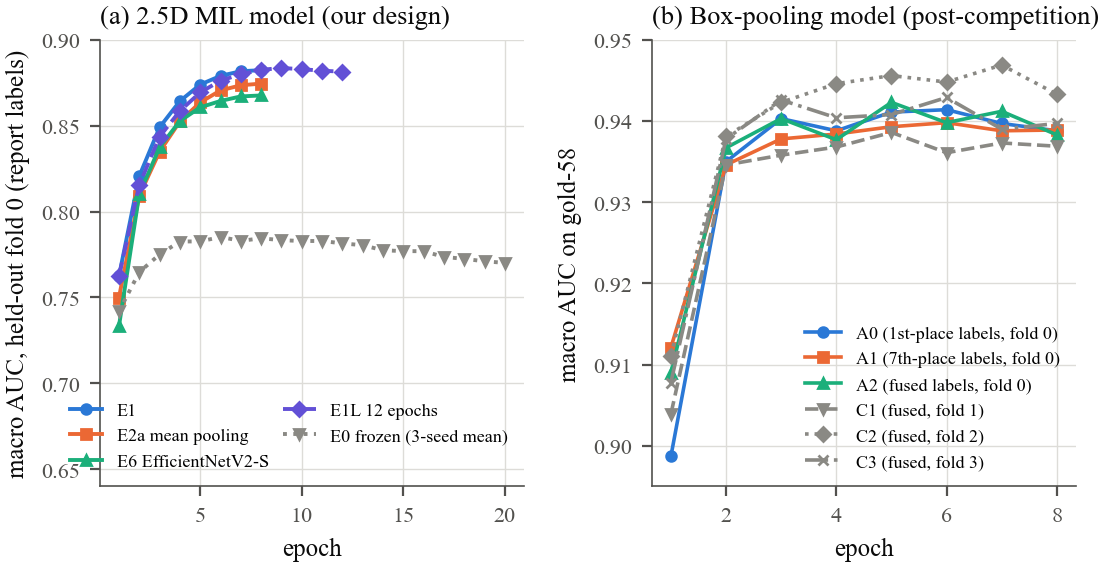 (a) 2.5D MIL model (our design)
macro AUC, held-out fold 0 (report labels)
0.90
0.85
0.80
0.75
0.70
0.65
5
10
15
20
epoch
E1
E2a mean pooling
E6 EfficientNetV2-S
E1L 12 epochs
E0 frozen (3-seed mean)
(b) Box-pooling model (post-competition)
macro AUC on gold-58
0.95
0.94
0.93
0.92
0.91
0.90
2
4
6
8
epoch
A0 (1st-place labels, fold 0)
A1 (7th-place labels, fold 0)
A2 (fused labels, fold 0)
C1 (fused, fold 1)
C2 (fused, fold 2)
C3 (fused, fold 3)